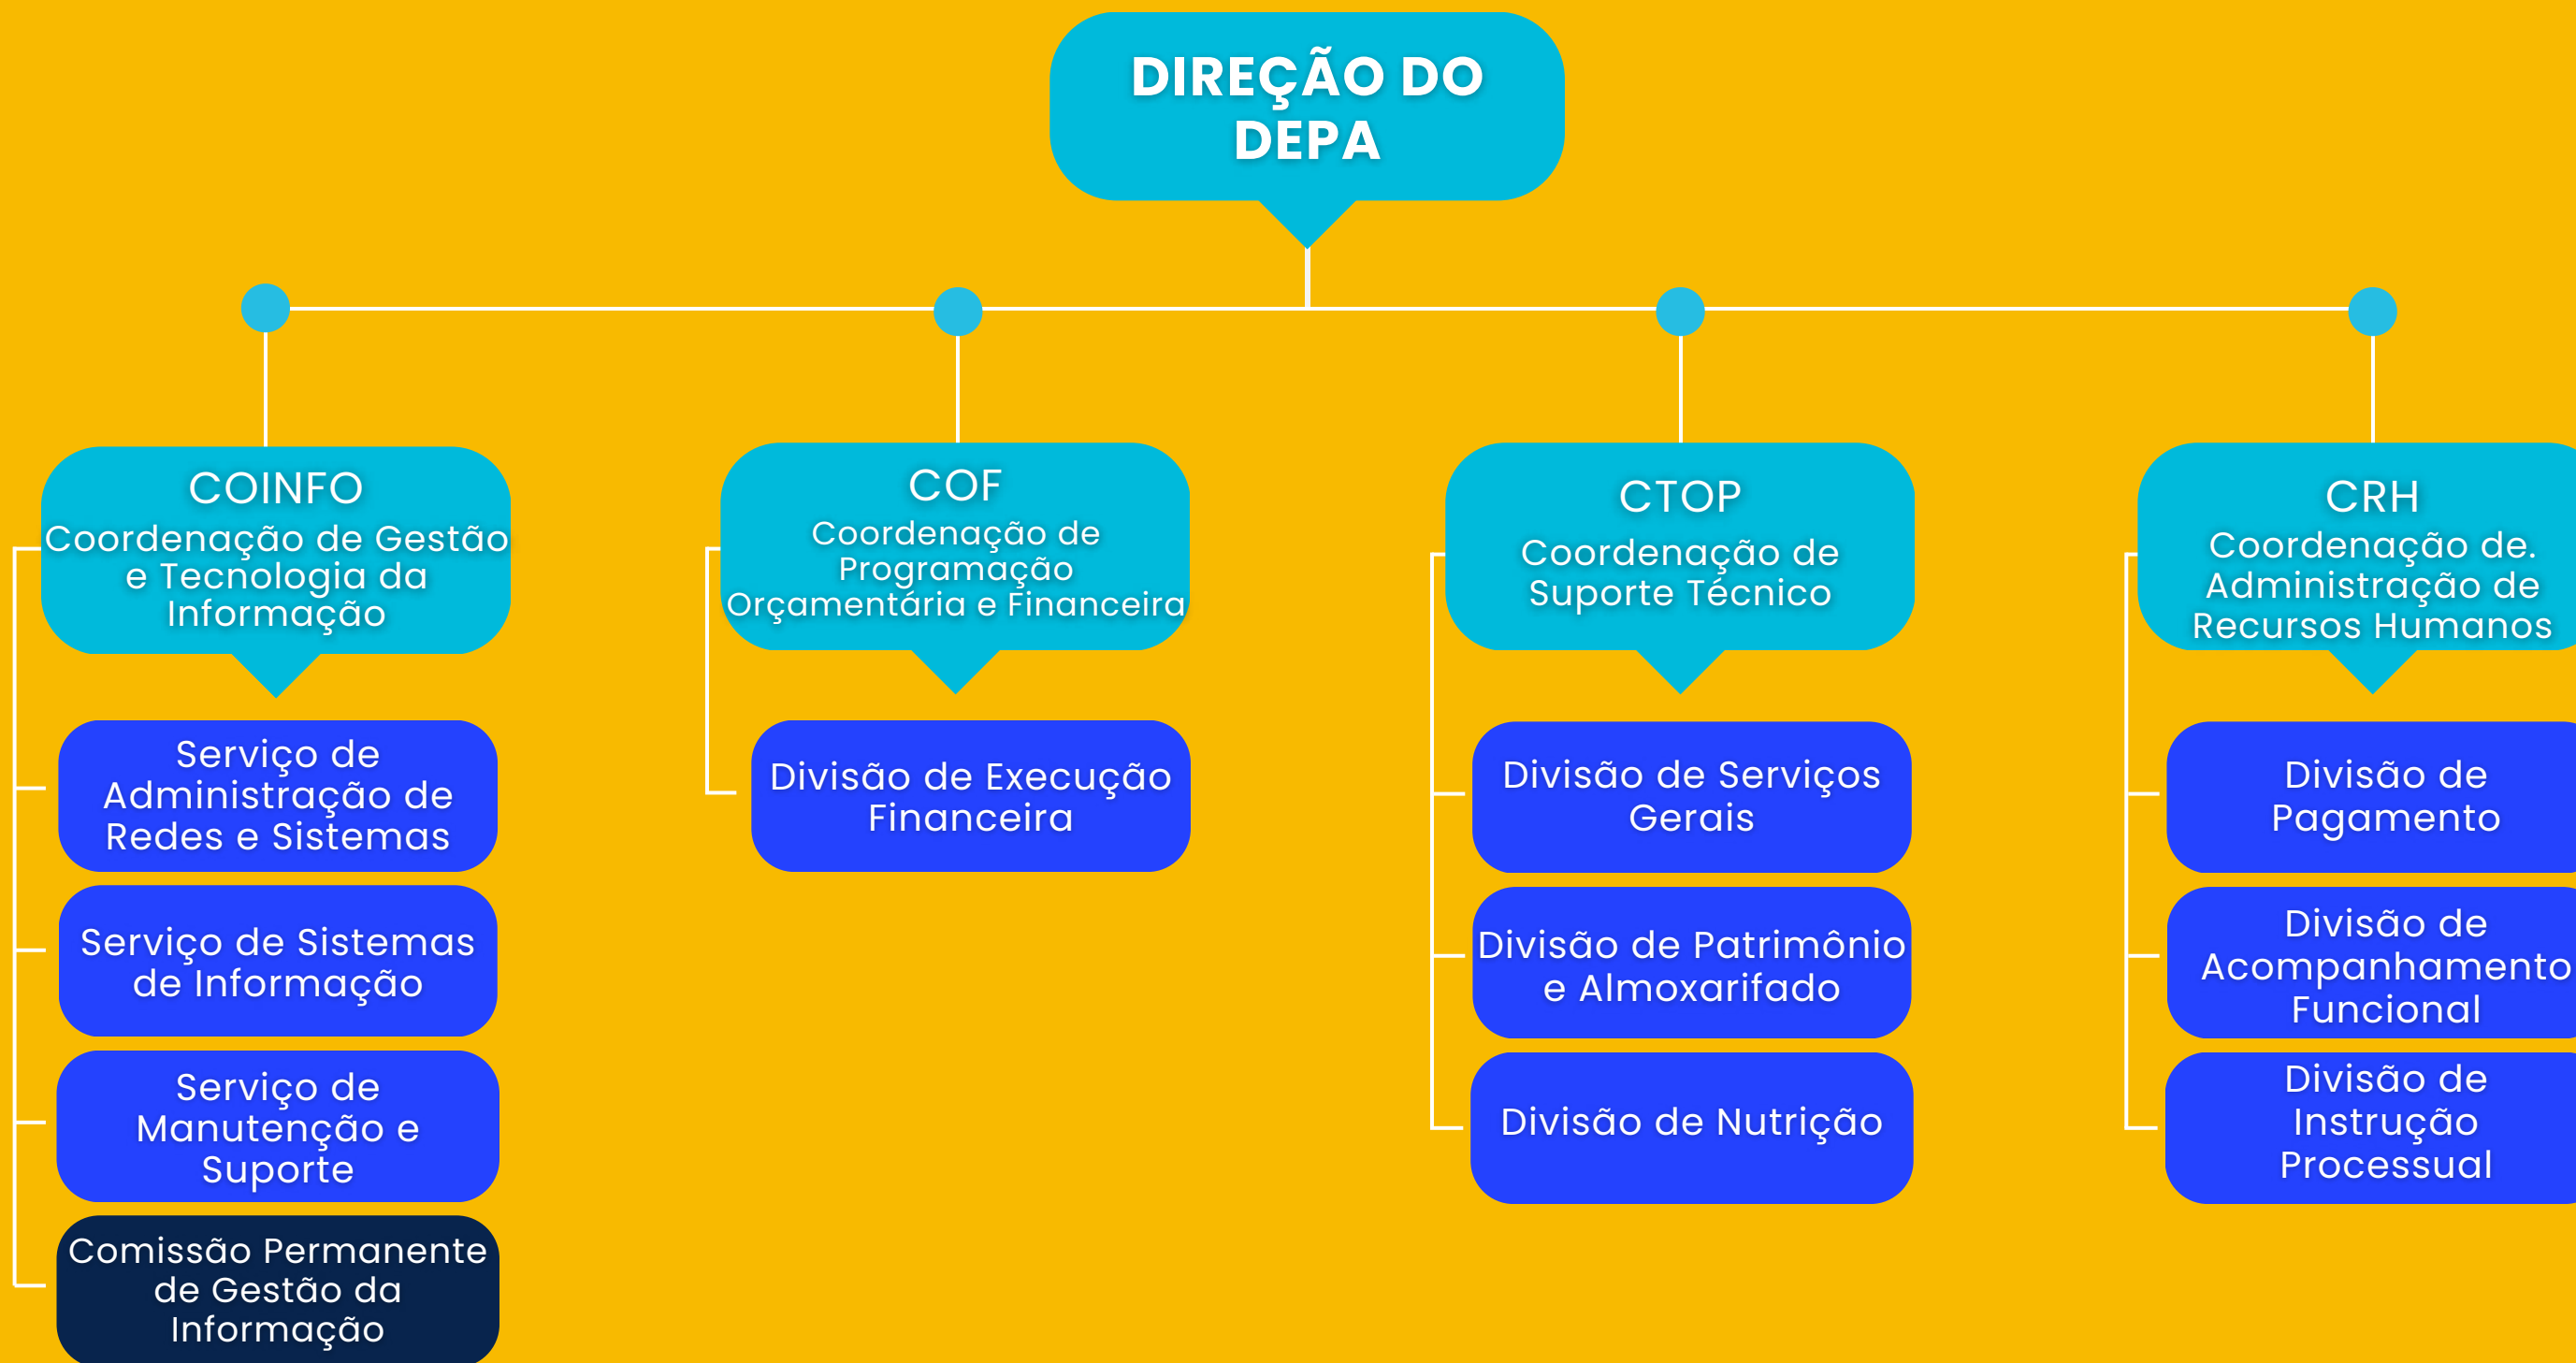 DIREÇÃO DO
DEPA
COINFO
Coordenação de Gestão
e Tecnologia da
Informação
Serviço de
Administração de
Redes e Sistemas
Serviço de Sistemas
de Informação
Serviço de
Manutenção e
Suporte
Comissão Permanente
de Gestão da
Informação
COF
Coordenação de
Programação
Orçamentária e Financeira
Divisão de Execução
Financeira
CTOP
Coordenação de
Suporte Técnico
Divisão de Serviços
Gerais
Divisão de Patrimônio
e Almoxarifado
Divisão de Nutrição
CRH
Coordenação de.
Administração de
Recursos Humanos
Divisão de
Pagamento
Divisão de
Acompanhamento
Funcional
Divisão de
Instrução
Processual